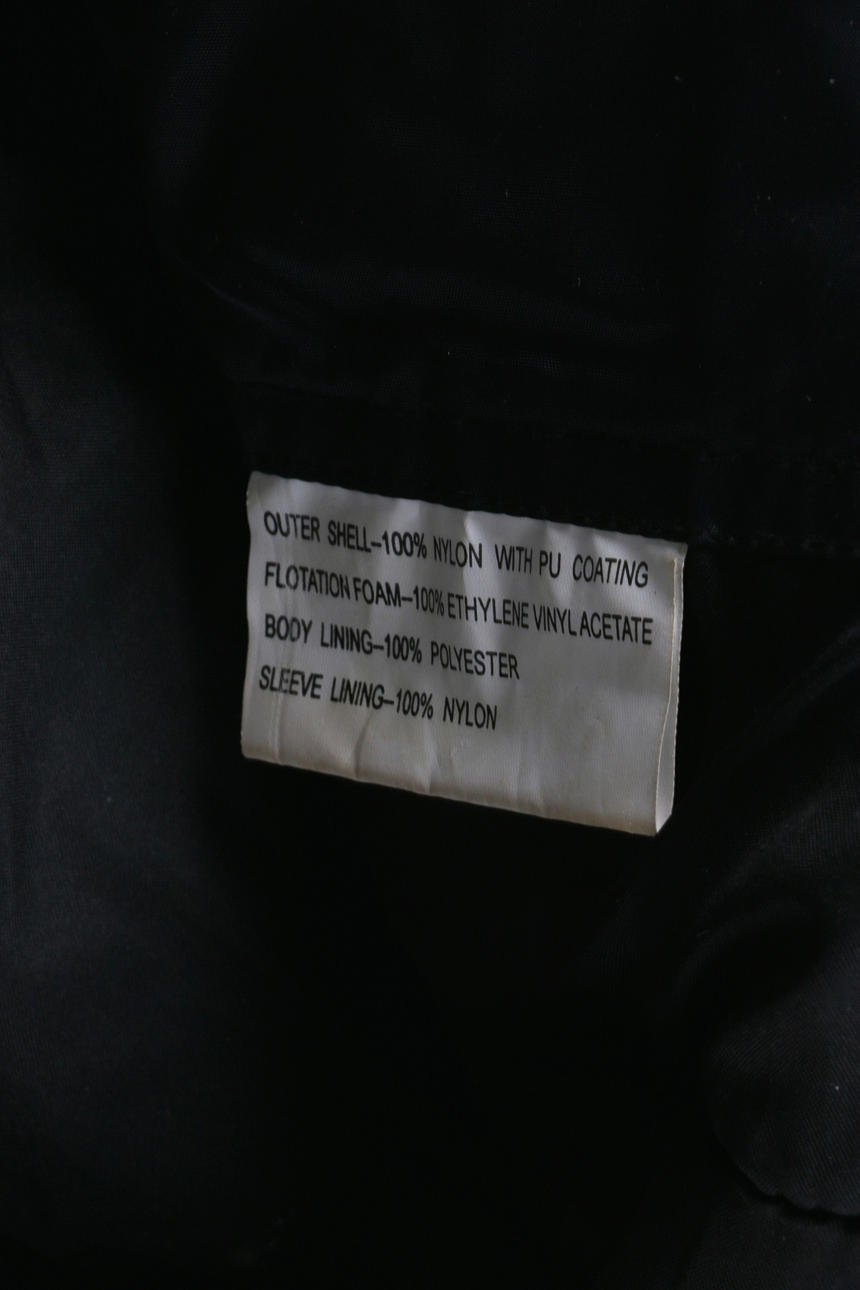 OUTER SHELL–100% NYLON WITH PU COATING
FLOTATION FOAM–100% ETHYLENE VINYL ACETATE
BODY LINING–100% POLYESTER
SLEEVE LINING–100% NYLON